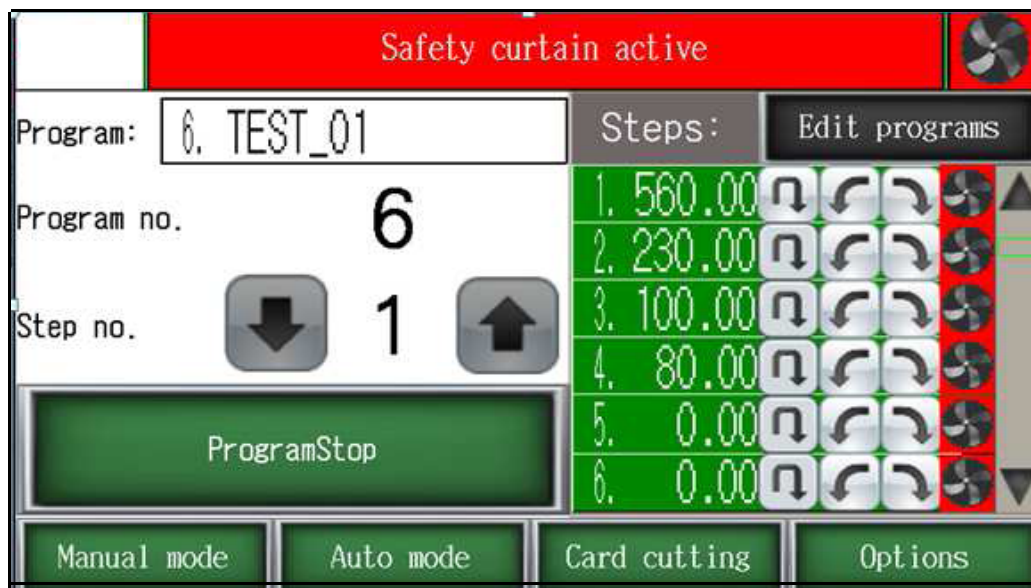 Safety curtain active
Program: 6. TEST_01
Steps: Edit programs
Program no. 6
Step no. 1
1. 560.00
2. 230.00
3. 100.00
4. 80.00
5. 0.00
6. 0.00
ProgramStop
Manual mode Auto mode Card cutting Options